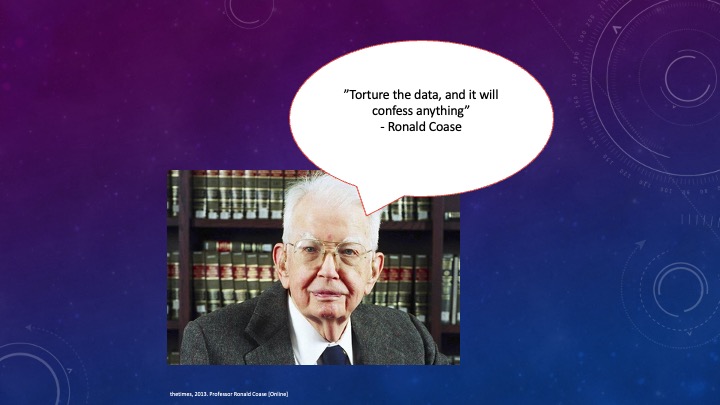 ”Torture the data, and it will
confess anything”
- Ronald Coase
thetimes, 2013. Professor Ronald Coase [Online]